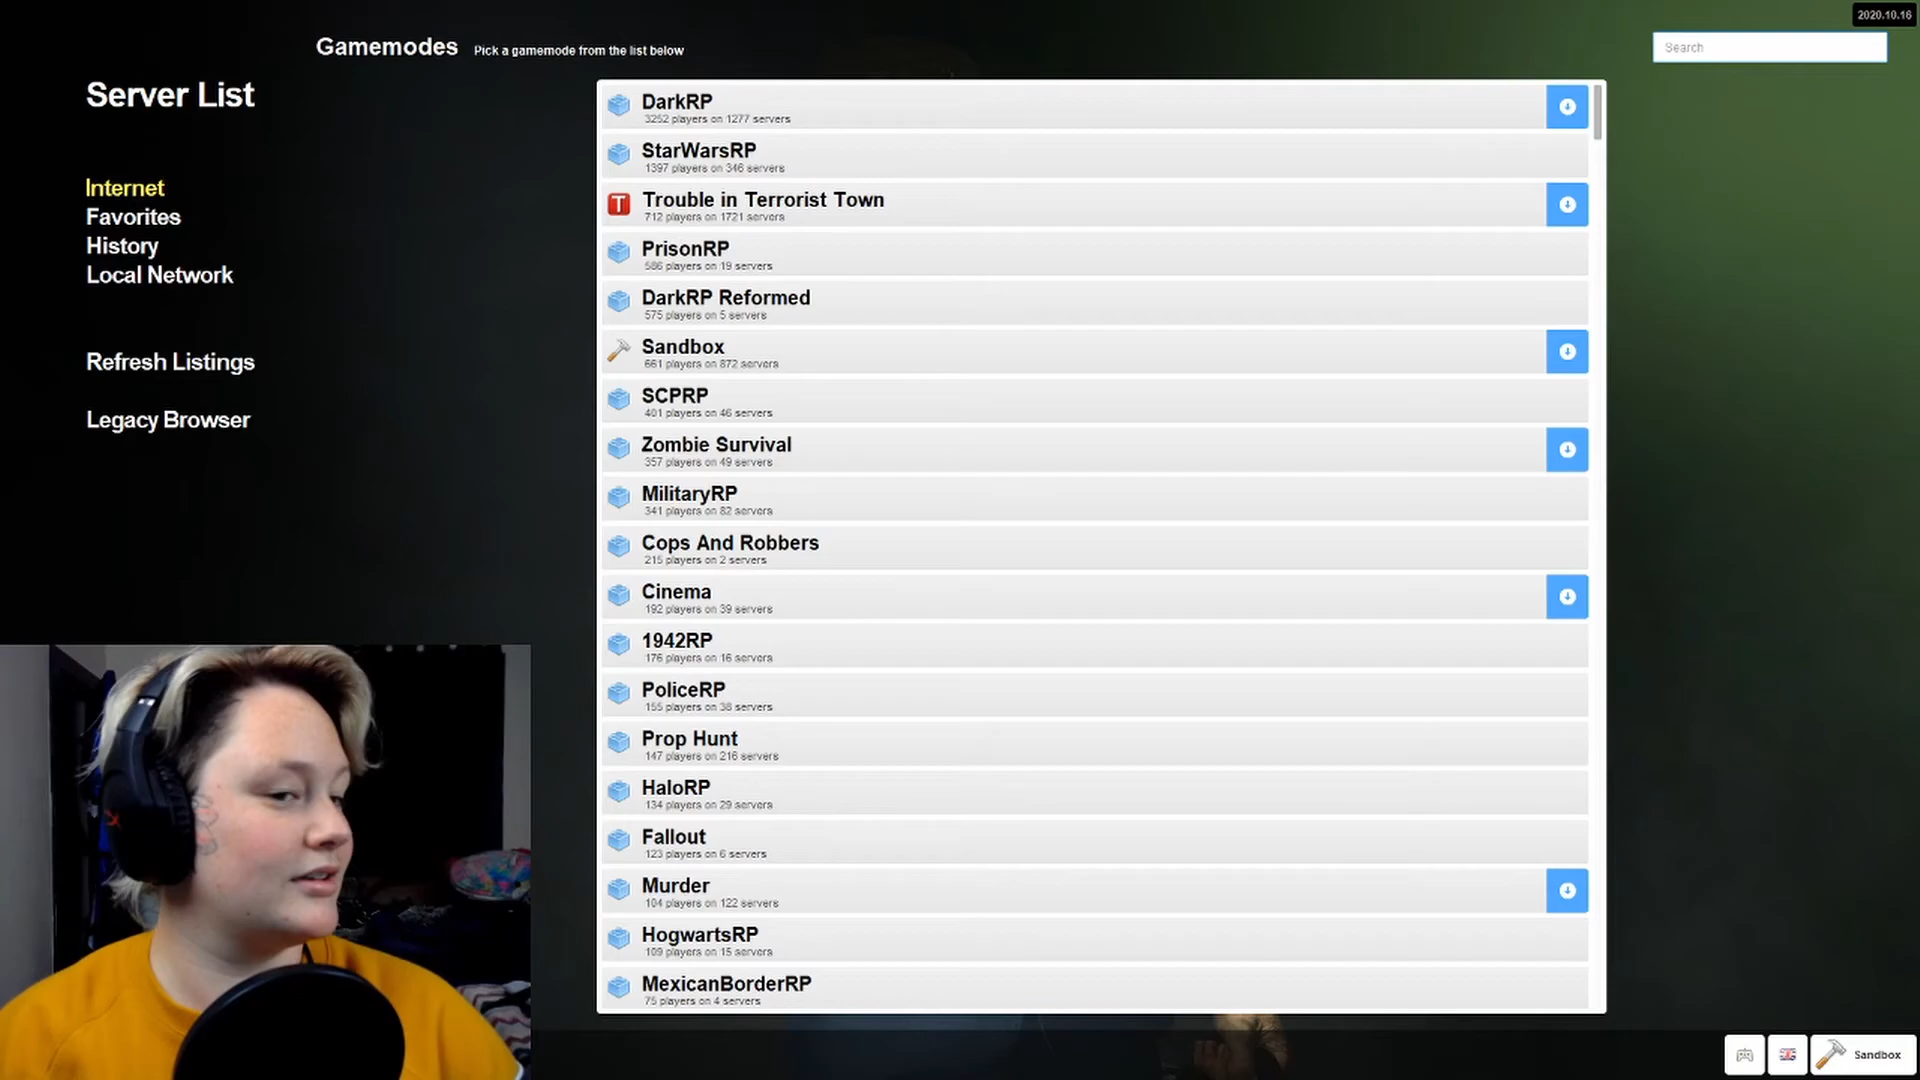 2020.10.16
Gamemodes Pick a gamemode from the list below
Search
Server List
Internet
Favorites
History
Local Network
Refresh Listings
Legacy Browser
DarkRP
3252 players on 1277 servers
StarWarsRP
1397 players on 346 servers
T
Trouble in Terrorist Town
712 players on 1721 servers
PrisonRP
586 players on 19 servers
DarkRP Reformed
575 players on 5 servers
Sandbox
661 players on 872 servers
SCPRP
401 players on 46 servers
Zombie Survival
357 players on 49 servers
MilitaryRP
341 players on 82 servers
Cops And Robbers
215 players on 2 servers
Cinema
192 players on 39 servers
1942RP
176 players on 16 servers
PoliceRP
155 players on 38 servers
Prop Hunt
147 players on 216 servers
HaloRP
134 players on 29 servers
Fallout
123 players on 6 servers
Murder
104 players on 122 servers
HogwartsRP
109 players on 15 servers
MexicanBorderRP
75 players on 4 servers
Sandbox